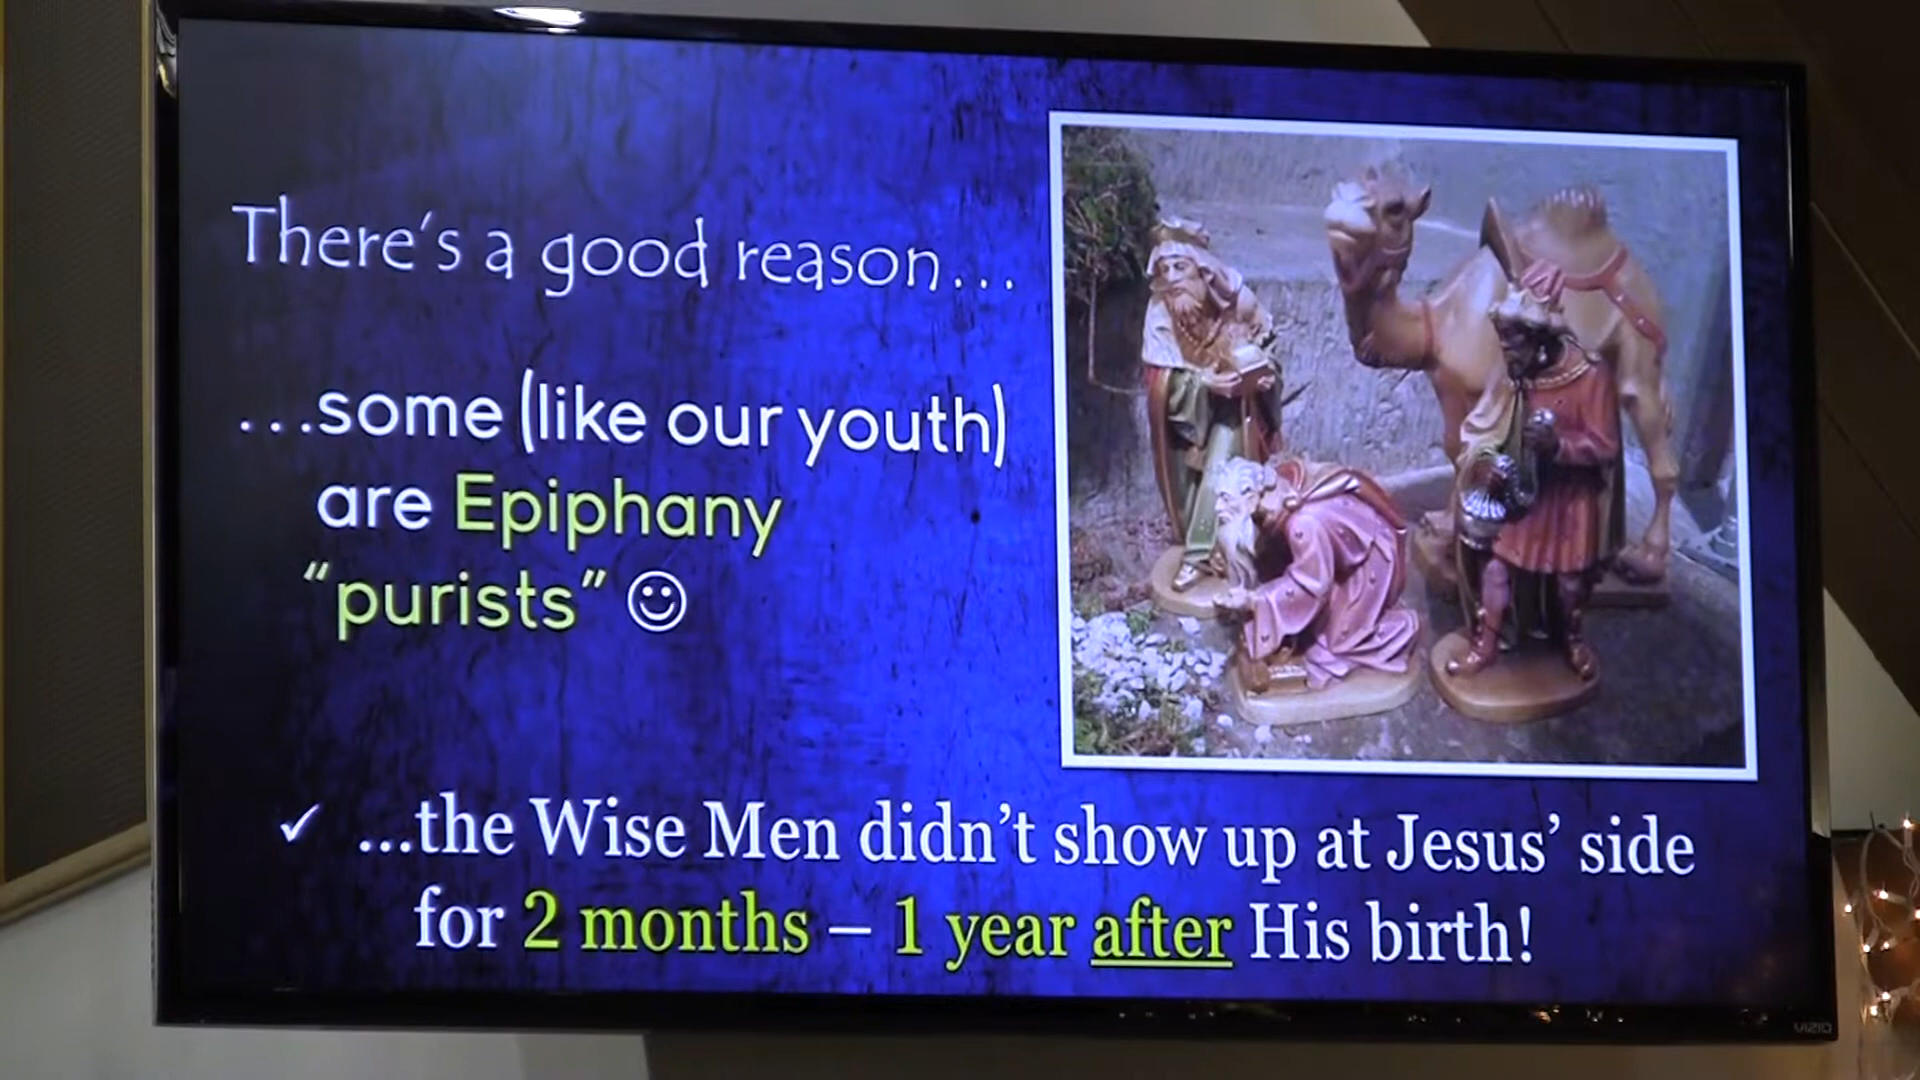 There's a good reason...
...some (like our youth)
are Epiphany
"purists" ☺
✓ ...the Wise Men didn't show up at Jesus' side
for 2 months – 1 year after His birth!
VIZIO